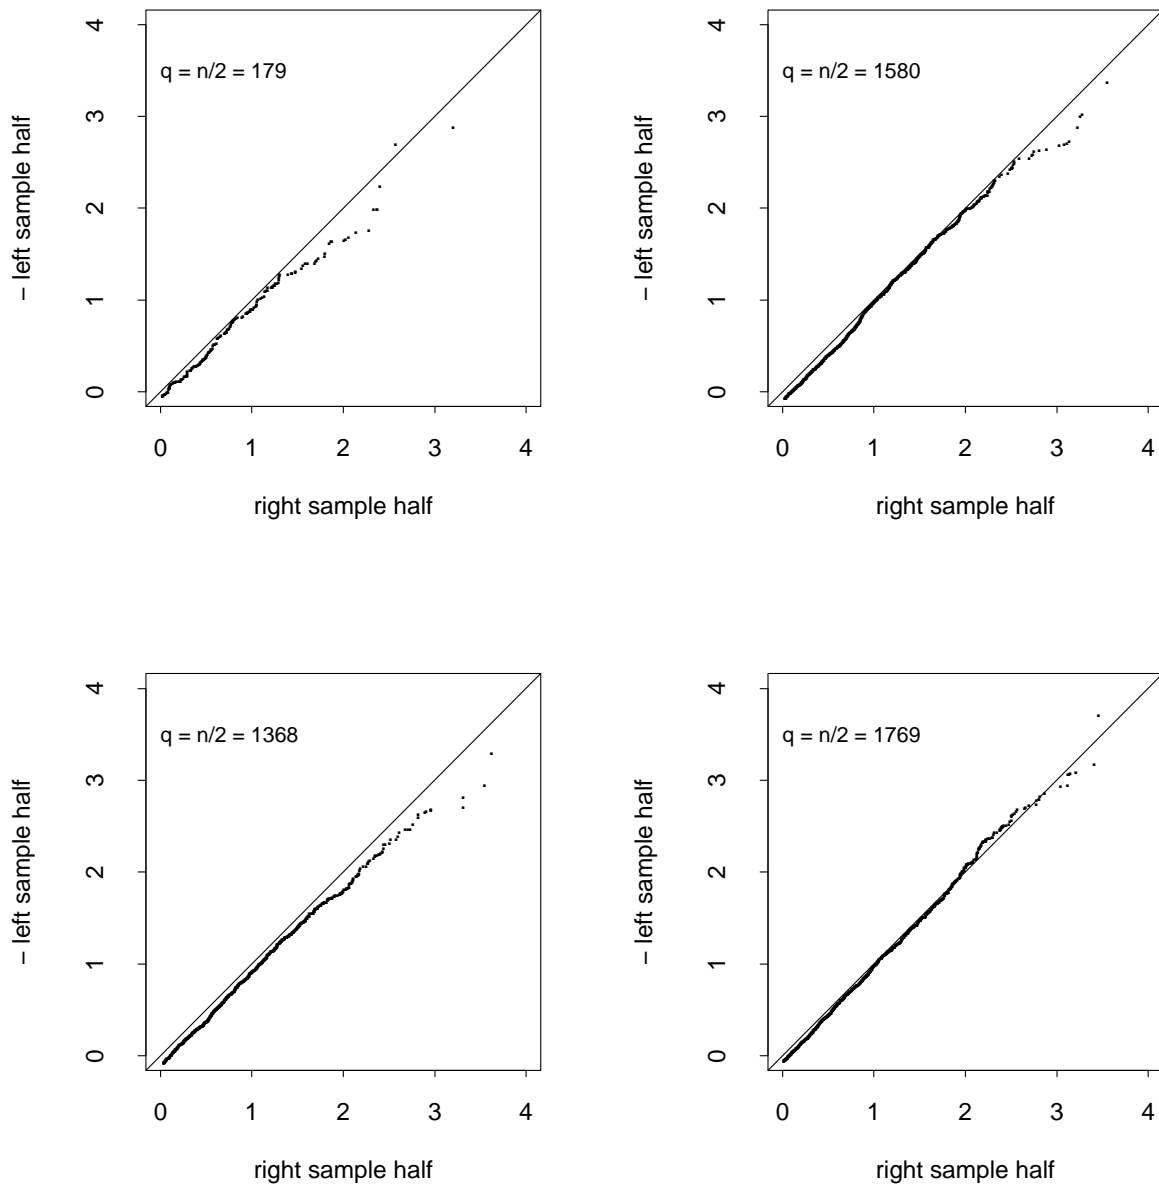 4
4
q = n/2 = 179
q = n/2 = 1580
3
3
– left sample half
– left sample half
2
2
1
1
0
0
0 1 2 3 4
0 1 2 3 4
right sample half
right sample half
4
4
q = n/2 = 1368
q = n/2 = 1769
3
3
– left sample half
– left sample half
2
2
1
1
0
0
0 1 2 3 4
0 1 2 3 4
right sample half
right sample half